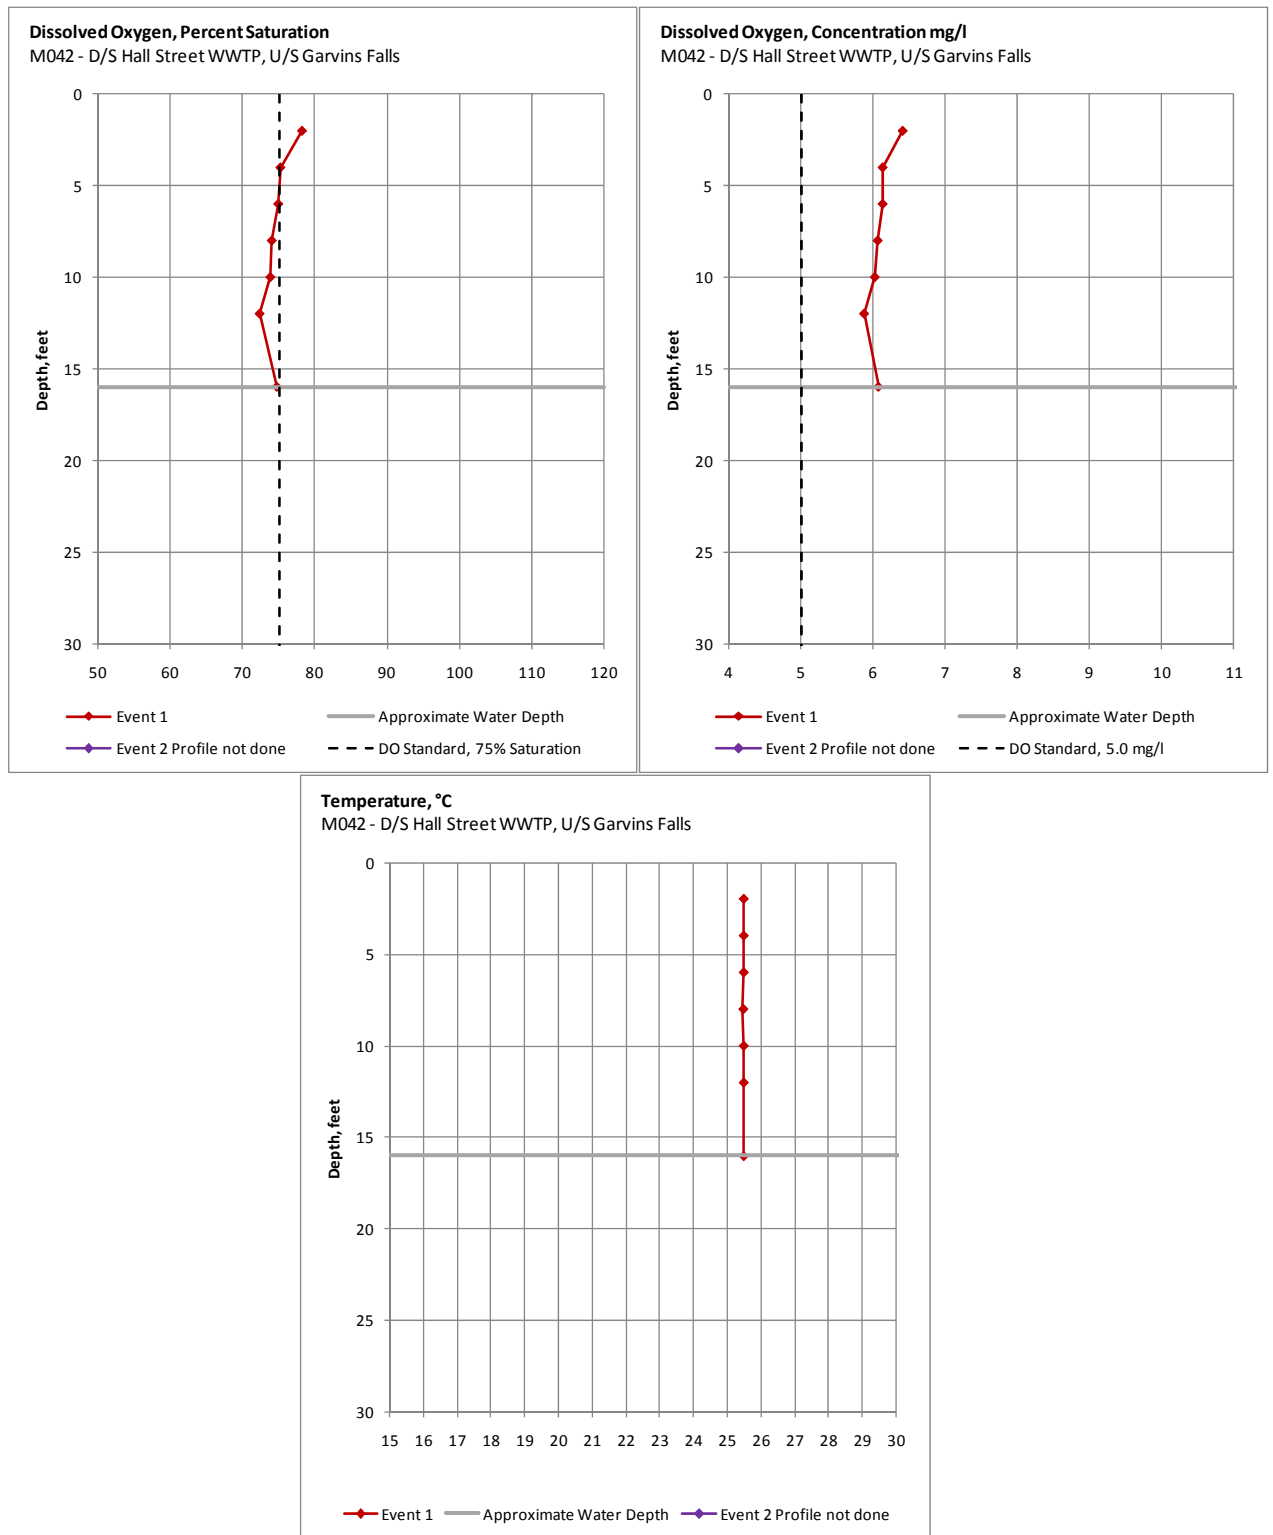 Dissolved Oxygen, Percent Saturation
M042 - D/S Hall Street WWTP, U/S Garvins Falls
0
5
10
15
20
25
30
Depth, feet
50 60 70 80 90 100 110 120
Event 1 Approximate Water Depth
Event 2 Profile not done DO Standard, 75% Saturation
Dissolved Oxygen, Concentration mg/l
M042 - D/S Hall Street WWTP, U/S Garvins Falls
0
5
10
15
20
25
30
Depth, feet
4 5 6 7 8 9 10 11
Event 1 Approximate Water Depth
Event 2 Profile not done DO Standard, 5.0 mg/l
Temperature, °C
M042 - D/S Hall Street WWTP, U/S Garvins Falls
0
5
10
15
20
25
30
Depth, feet
15 16 17 18 19 20 21 22 23 24 25 26 27 28 29 30
Event 1 Approximate Water Depth Event 2 Profile not done